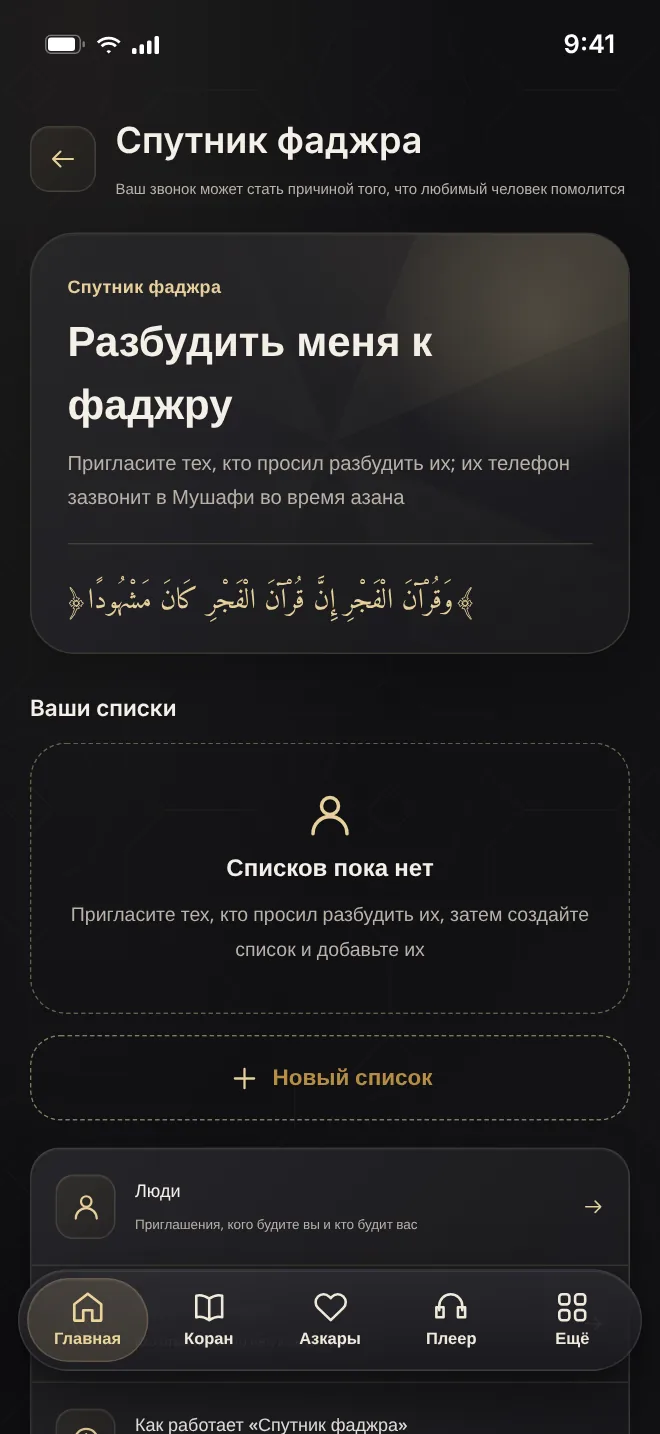 9:41
Спутник фаджра
Ваш звонок может стать причиной того, что любимый человек помолится
Спутник фаджра
Разбудить меня к
фаджру
Пригласите тех, кто просил разбудить их; их телефон
зазвонит в Мушафи во время азана
﴿وَقُرْآنَ الْفَجْرِ إِنَّ قُرْآنَ الْفَجْرِ كَانَ مَشْهُودًا﴾
Ваши списки
Списков пока нет
Пригласите тех, кто просил разбудить их, затем создайте
список и добавьте их
Новый список
Люди
Приглашения, кого будите вы и кто будит вас
Главная
Коран
Азкары
Плеер
Ещё
Как работает «Спутник фаджра»